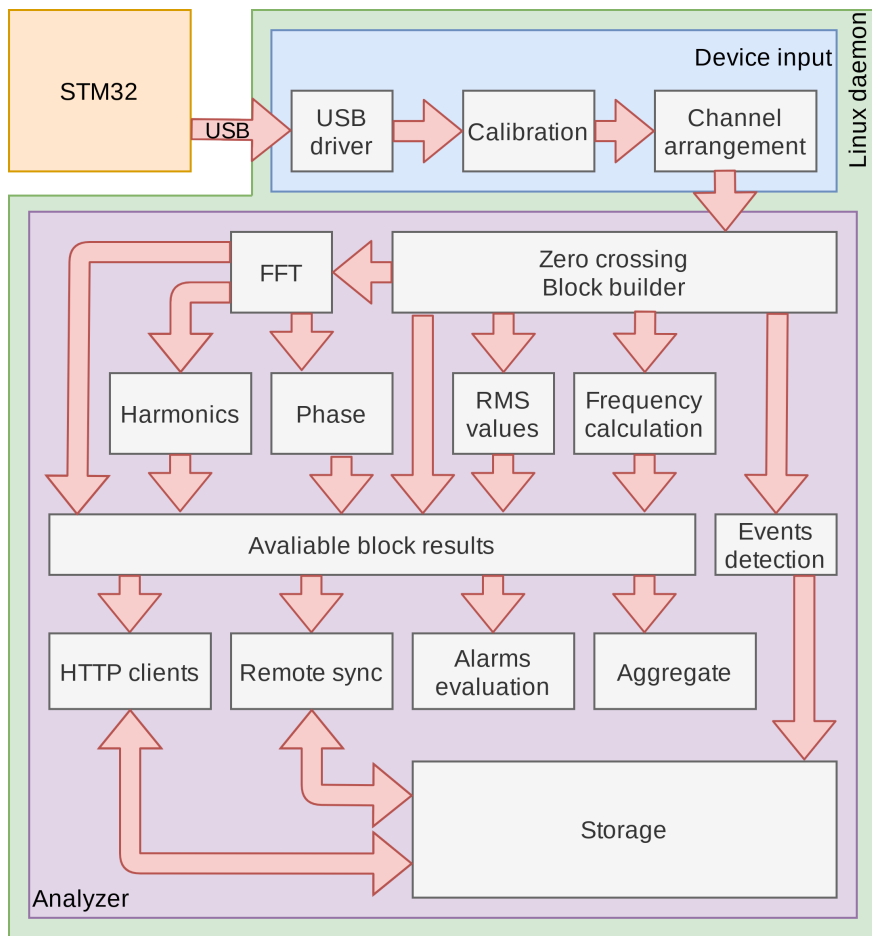 STM32
USB
Device input
Linux daemon
USB
driver
Calibration
Channel
arrangement
FFT
Zero crossing
Block builder
Harmonics
Phase
RMS
values
Frequency
calculation
Avaliable block results
Events
detection
HTTP clients
Remote sync
Alarms
evaluation
Aggregate
Storage
Analyzer